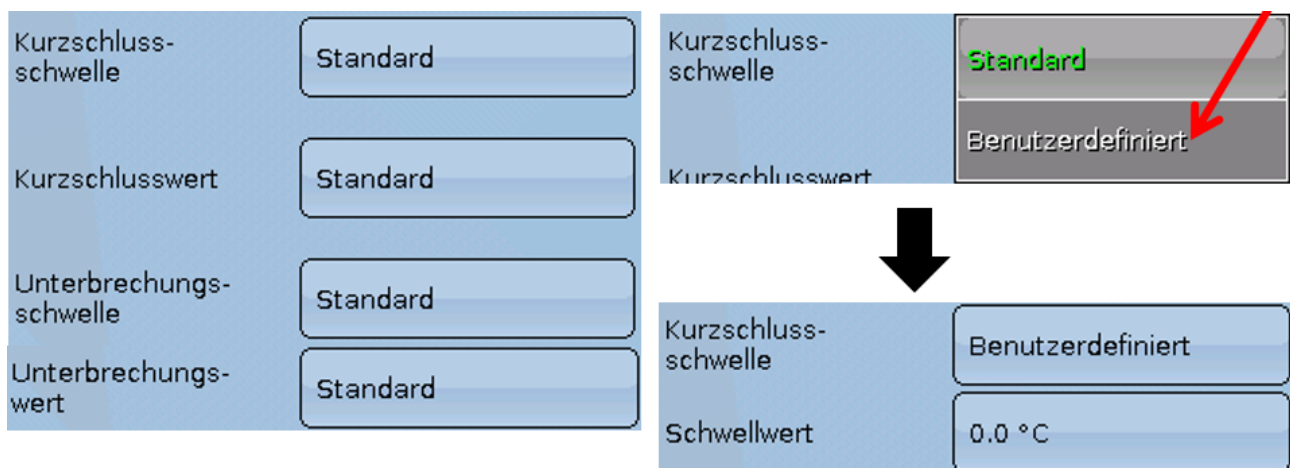 Kurzschluss-
schwelle
Standard
Kurzschlusswert
Standard
Unterbrechungs-
schwelle
Standard
Unterbrechungs-
wert
Standard
Kurzschluss-
schwelle
Standard
Benutzerdefiniert
Kurzschlusswert
Kurzschluss-
schwelle
Benutzerdefiniert
Schwellwert
0.0 °C